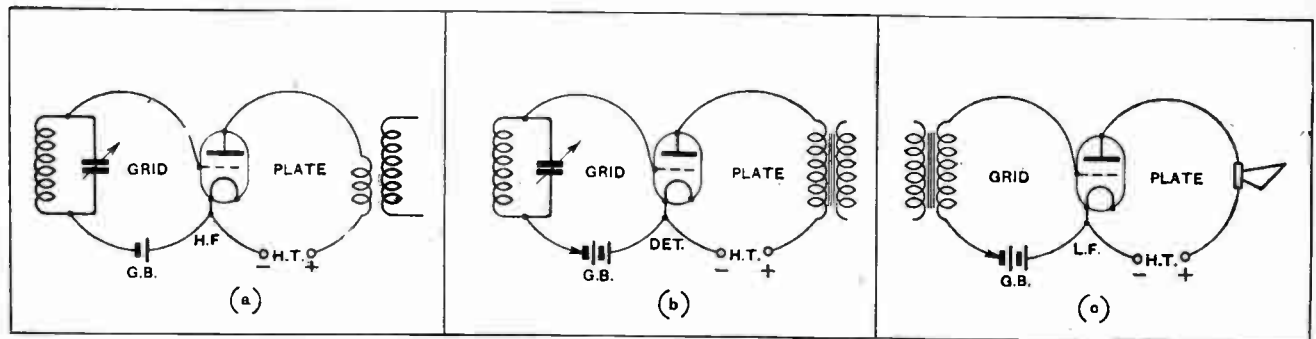 GRID PLATE
H.F
G.B. − H.T. +
(a)
GRID PLATE
DET. − H.T. +
G.B.
(b)
GRID PLATE
L.F. − H.T. +
G.B.
(c)